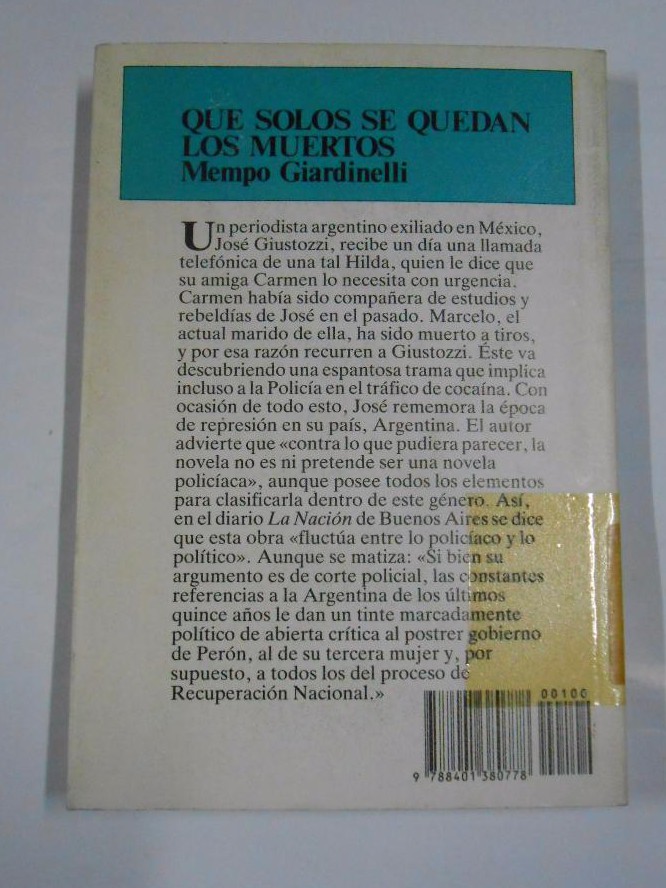 QUE SOLOS SE QUEDAN
LOS MUERTOS
Mempo Giardinelli
Un periodista argentino exiliado en México,
José Giustozzi, recibe un día una llamada
telefónica de una tal Hilda, quien le dice que
su amiga Carmen lo necesita con urgencia.
Carmen había sido compañera de estudios y
rebeldías de José en el pasado. Marcelo, el
actual marido de ella, ha sido muerto a tiros,
y por esa razón recurren a Giustozzi. Éste va
descubriendo una espantosa trama que implica
incluso a la Policía en el tráfico de cocaína. Con
ocasión de todo esto, José rememora la época
de represión en su país, Argentina. El autor
advierte que «contra lo que pudiera parecer, la
novela no es ni pretende ser una novela
policíaca», aunque posee todos los elementos
para clasificarla dentro de este género. Así,
en el diario La Nación de Buenos Aires se dice
que esta obra «fluctúa entre lo policíaco y lo
político». Aunque se matiza: «Si bien su
argumento es de corte policial, las constantes
referencias a la Argentina de los últimos
quince años le dan un tinte marcadamente
político de abierta crítica al postrer gobierno
de Perón, al de su tercera mujer y, por
supuesto, a todos los del proceso de
Recuperación Nacional.»
00100
9 788401 380778